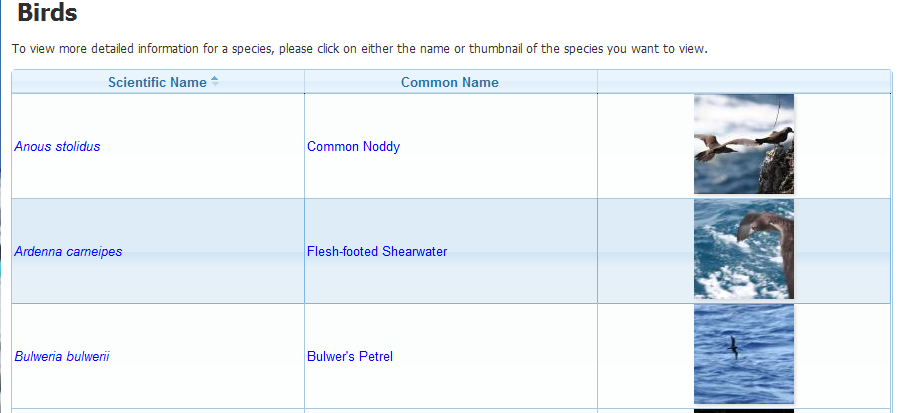 Birds
To view more detailed information for a species, please click on either the name or thumbnail of the species you want to view.
Scientific Name Common Name
Anous stolidus Common Noddy
Ardenna carneipes Flesh-footed Shearwater
Bulweria bulwerii Bulwer's Petrel